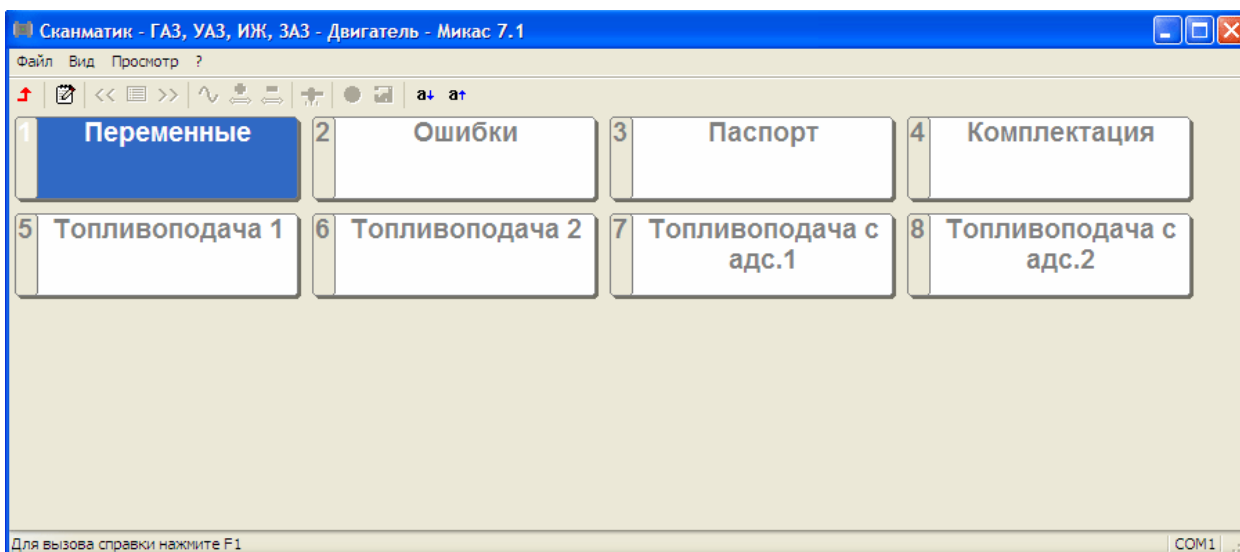 Сканматик - ГАЗ, УАЗ, ИЖ, ЗАЗ - Двигатель - Микас 7.1
Файл Вид Просмотр ?
<< >> a↓ a↑
1 Переменные 2 Ошибки 3 Паспорт 4 Комплектация
5 Топливоподача 1 6 Топливоподача 2 7 Топливоподача с 8 Топливоподача с
адс.1 адс.2
Для вызова справки нажмите F1 COM1